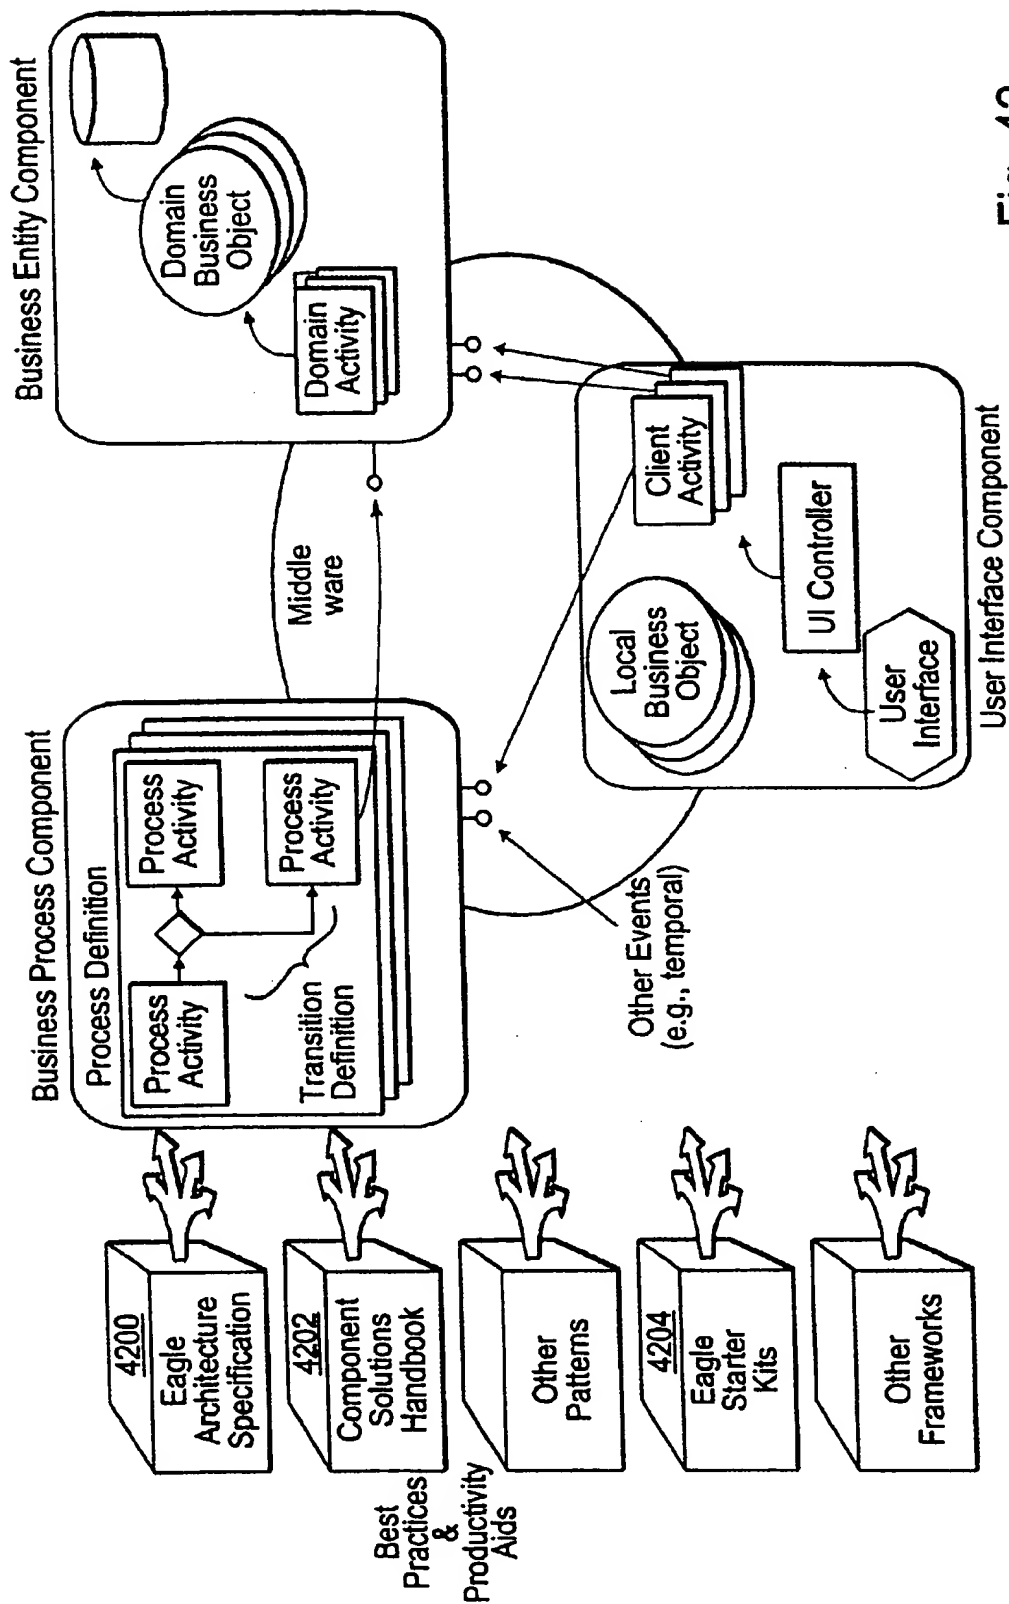 Best
Practices
&
Productivity
Aids
4200
Eagle
Architecture
Specification
4202
Component
Solutions
Handbook
Other
Patterns
4204
Eagle
Starter
Kits
Other
Frameworks
Business Process Component
Process Definition
Process
Activity
Process
Activity
Process
Activity
Transition
Definition
Middle
ware
Business Entity Component
Domain
Business
Object
Domain
Activity
Other Events
(e.g., temporal)
Local
Business
Object
Client
Activity
UI Controller
User
Interface
User Interface Component